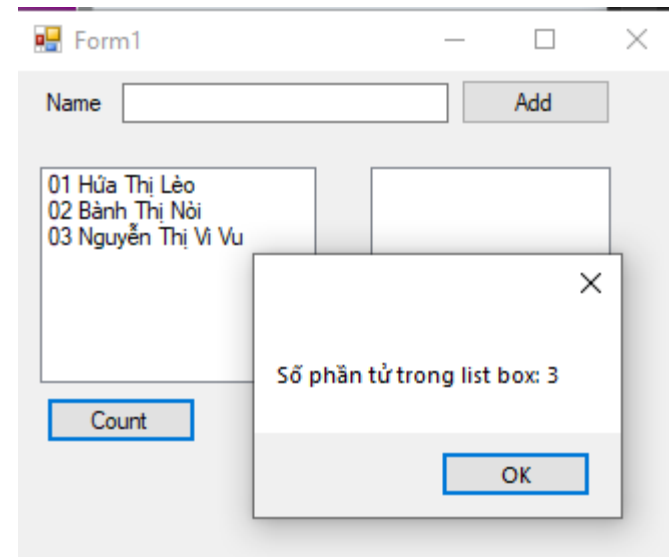 Form1
Name
Add
01 Hứa Thị Lèo
02 Bành Thị Nòi
03 Nguyễn Thị Vi Vu
Số phần tử trong list box: 3
Count
OK